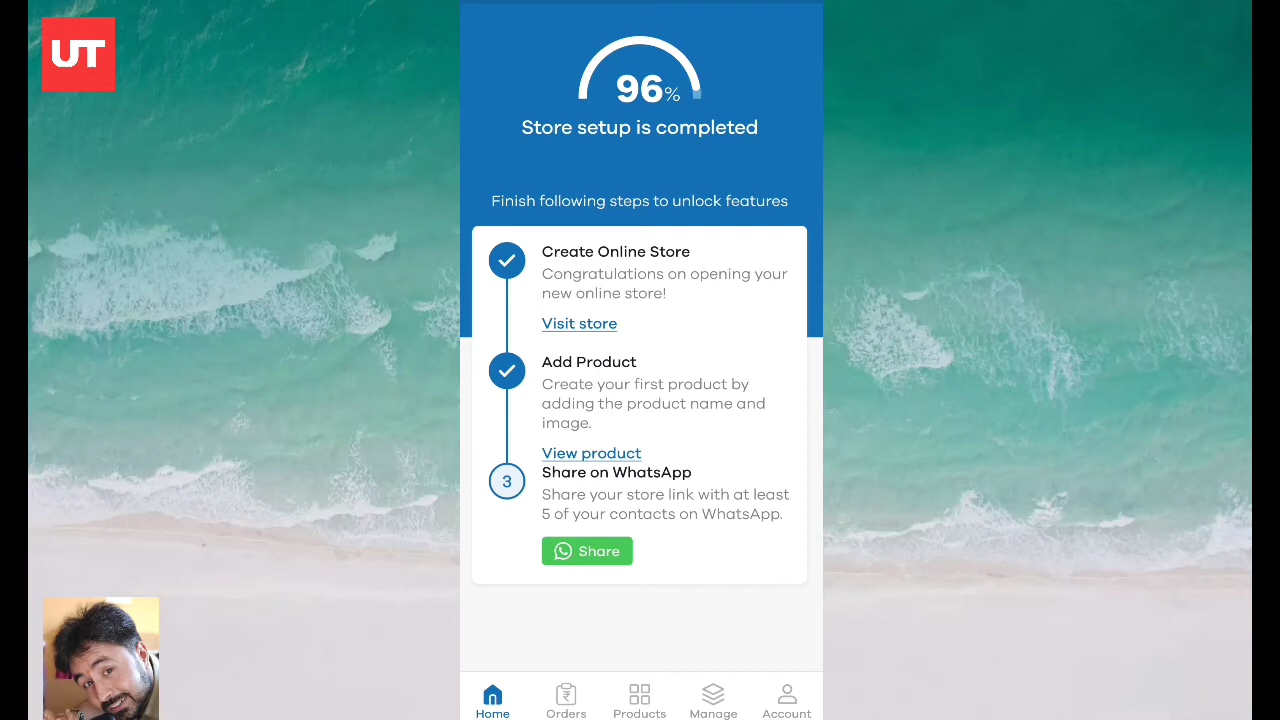 UT
96%
Store setup is completed
Finish following steps to unlock features
Create Online Store
Congratulations on opening your
new online store!
Visit store
Add Product
Create your first product by
adding the product name and
image.
View product
3
Share on WhatsApp
Share your store link with at least
5 of your contacts on WhatsApp.
Share
Home Orders Products Manage Account